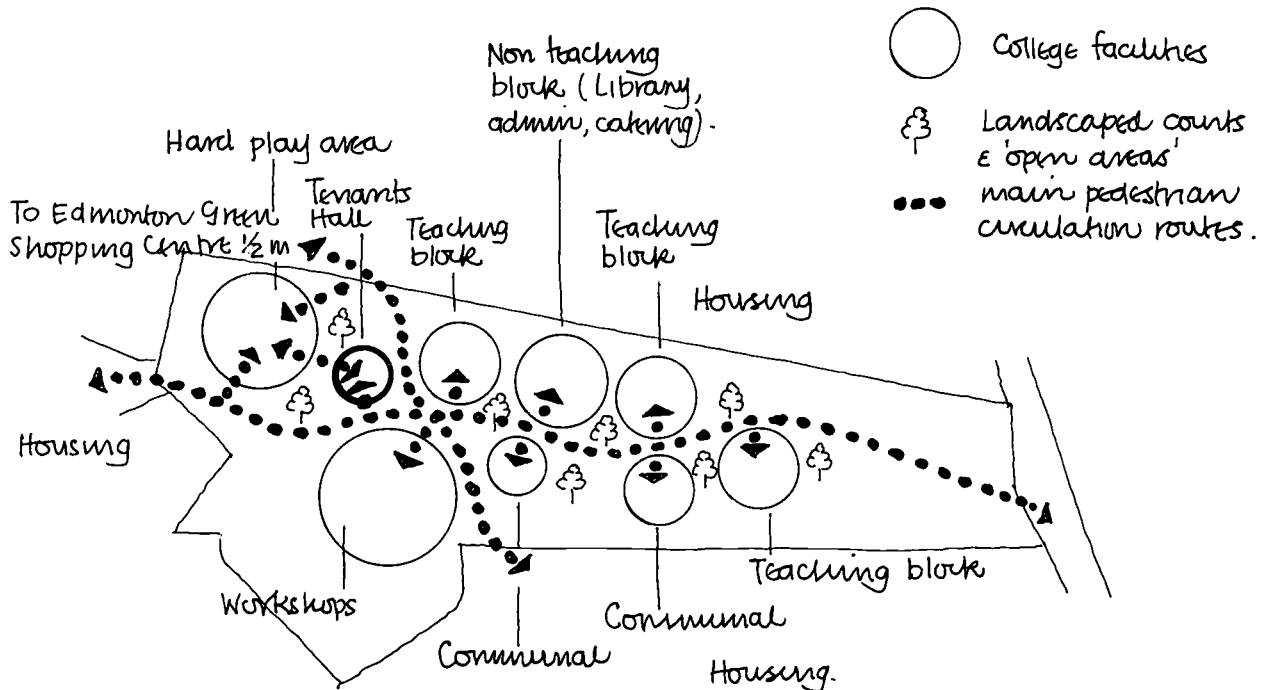 Non teaching
block (Library,
admin, catering).
College facilities
Landscaped courts
& 'open areas'
main pedestrian
circulation routes.
Hard play area
Tenants
Hall
To Edmonton Green
Shopping Centre 1/2 m
Teaching
block
Teaching
block
Housing
Housing
Workshops
Teaching block
Communal
Communal
Housing.